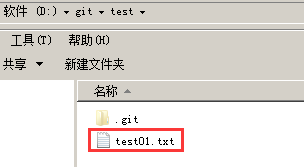 软件 (D:) ▸ git ▸ test ▸
工具(T) 帮助(H)
共享 ▾ 新建文件夹
名称
.git
test01.txt